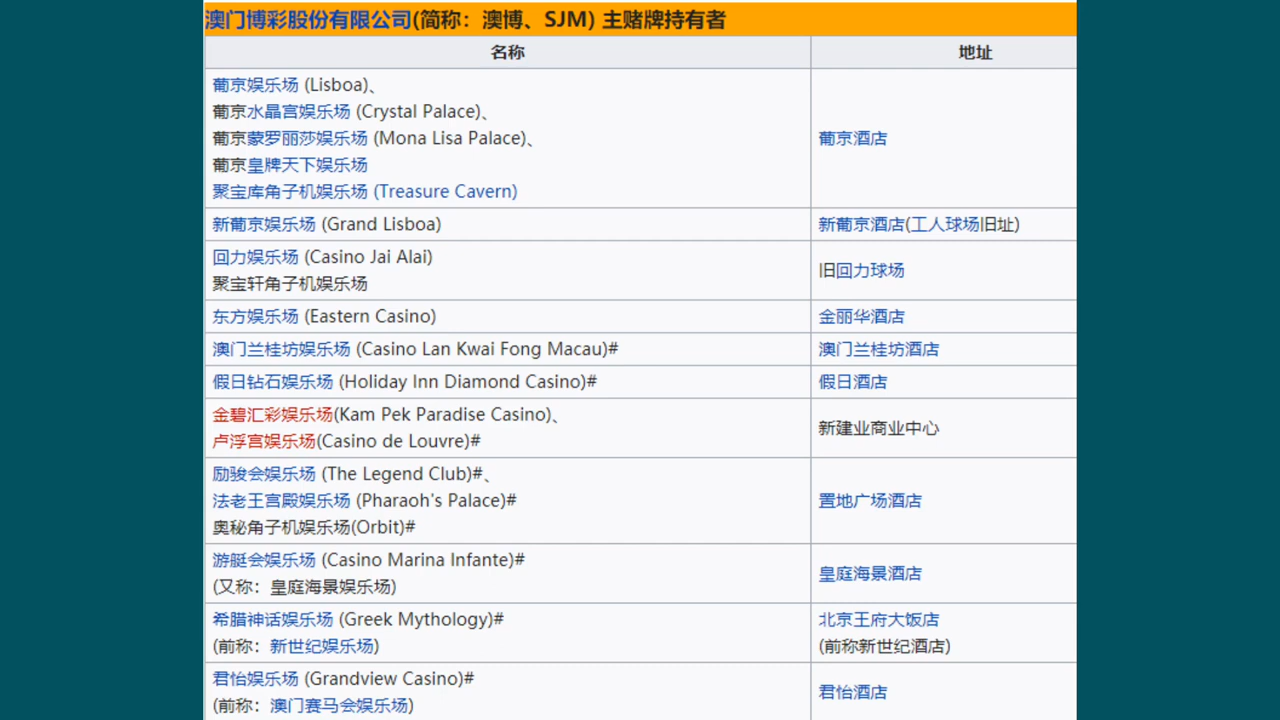 澳门博彩股份有限公司(简称：澳博、SJM) 主赌牌持有者
名称
地址
葡京娱乐场 (Lisboa)、
葡京水晶宫娱乐场 (Crystal Palace)、
葡京蒙罗丽莎娱乐场 (Mona Lisa Palace)、
葡京皇牌天下娱乐场
聚宝库角子机娱乐场 (Treasure Cavern)
葡京酒店
新葡京娱乐场 (Grand Lisboa)
新葡京酒店(工人球场旧址)
回力娱乐场 (Casino Jai Alai)
聚宝轩角子机娱乐场
旧回力球场
东方娱乐场 (Eastern Casino)
金丽华酒店
澳门兰桂坊娱乐场 (Casino Lan Kwai Fong Macau)#
澳门兰桂坊酒店
假日钻石娱乐场 (Holiday Inn Diamond Casino)#
假日酒店
金碧汇彩娱乐场(Kam Pek Paradise Casino)、
卢浮宫娱乐场(Casino de Louvre)#
新建业商业中心
励骏会娱乐场 (The Legend Club)#、
法老王宫殿娱乐场 (Pharaoh's Palace)#
奥秘角子机娱乐场(Orbit)#
置地广场酒店
游艇会娱乐场 (Casino Marina Infante)#
(又称：皇庭海景娱乐场)
皇庭海景酒店
希腊神话娱乐场 (Greek Mythology)#
(前称：新世纪娱乐场)
北京王府大饭店
(前称新世纪酒店)
君怡娱乐场 (Grandview Casino)#
(前称：澳门赛马会娱乐场)
君怡酒店